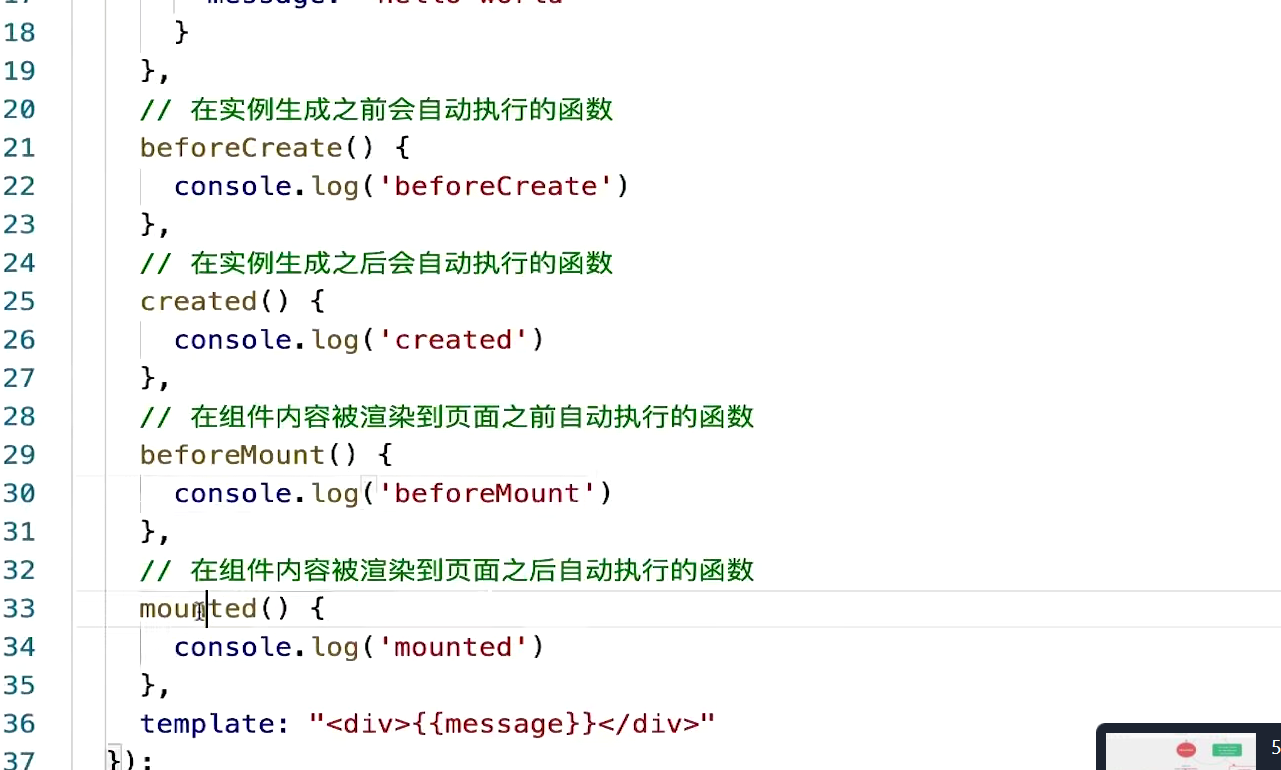 18 }
19 },
20 // 在实例生成之前会自动执行的函数
21 beforeCreate() {
22 console.log('beforeCreate')
23 },
24 // 在实例生成之后会自动执行的函数
25 created() {
26 console.log('created')
27 },
28 // 在组件内容被渲染到页面之前自动执行的函数
29 beforeMount() {
30 console.log('beforeMount')
31 },
32 // 在组件内容被渲染到页面之后自动执行的函数
33 mounted() {
34 console.log('mounted')
35 },
36 template: "<div>{{message}}</div>"
37 });
5